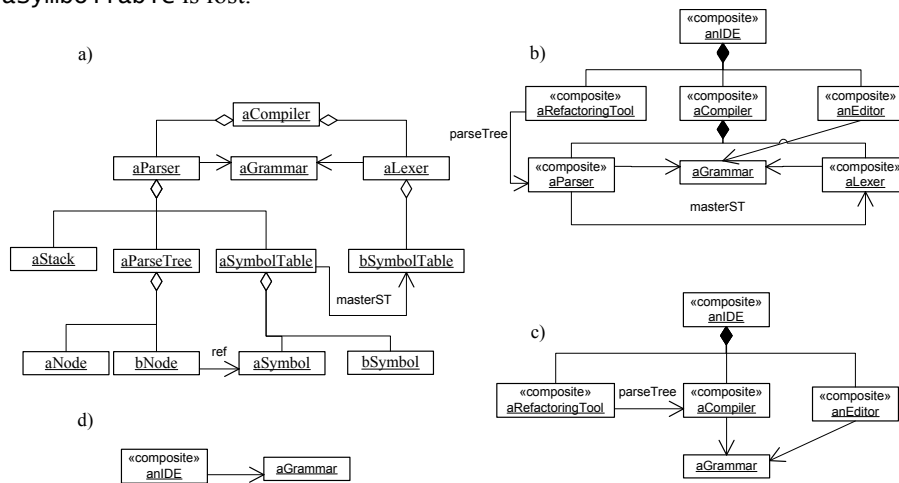 aSymbolTable is lost.
a)
aCompiler
aParser
aGrammar
aLexer
aStack
aParseTree
aSymbolTable
bSymbolTable
masterST
aNode
bNode
ref
aSymbol
bSymbol
b)
«composite»
anIDE
«composite»
aRefactoringTool
«composite»
aCompiler
«composite»
anEditor
parseTree
«composite»
aParser
aGrammar
«composite»
aLexer
masterST
c)
«composite»
anIDE
«composite»
aRefactoringTool
parseTree
«composite»
aCompiler
«composite»
anEditor
aGrammar
d)
«composite»
anIDE
aGrammar